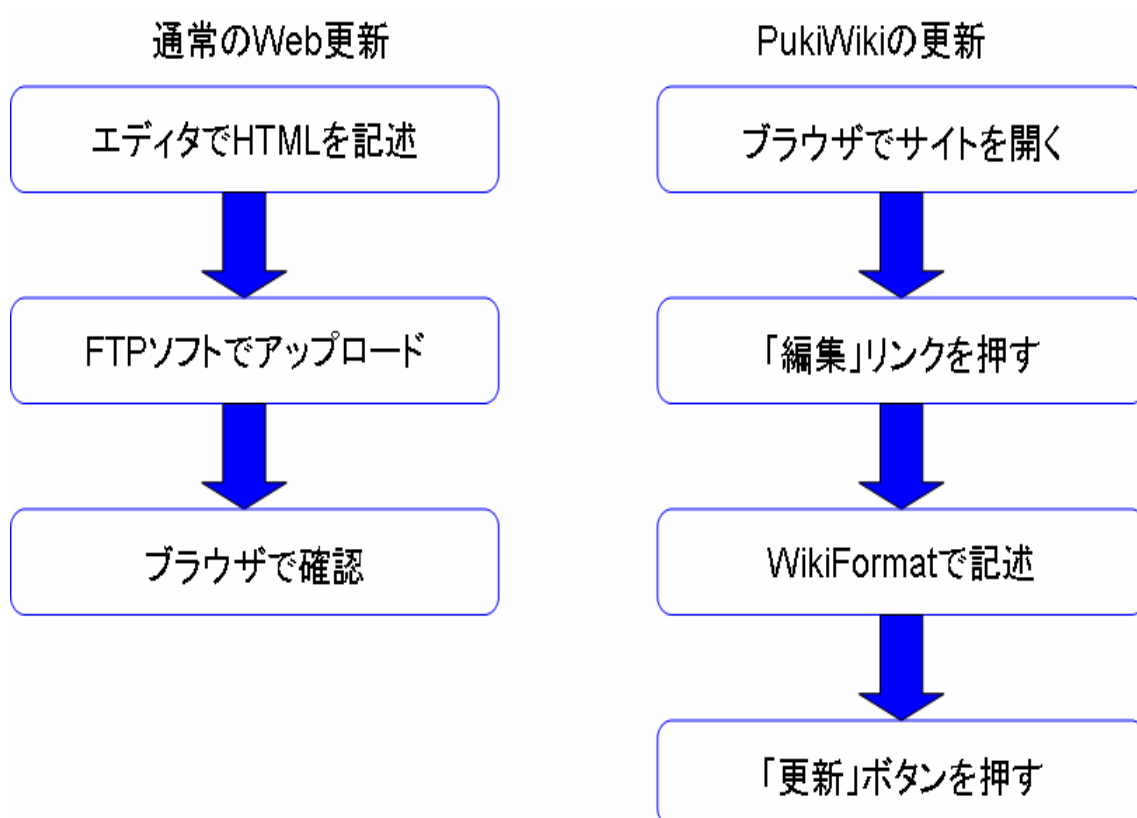 通常のWeb更新
エディタでHTMLを記述
FTPソフトでアップロード
ブラウザで確認
PukiWikiの更新
ブラウザでサイトを開く
「編集」リンクを押す
WikiFormatで記述
「更新」ボタンを押す